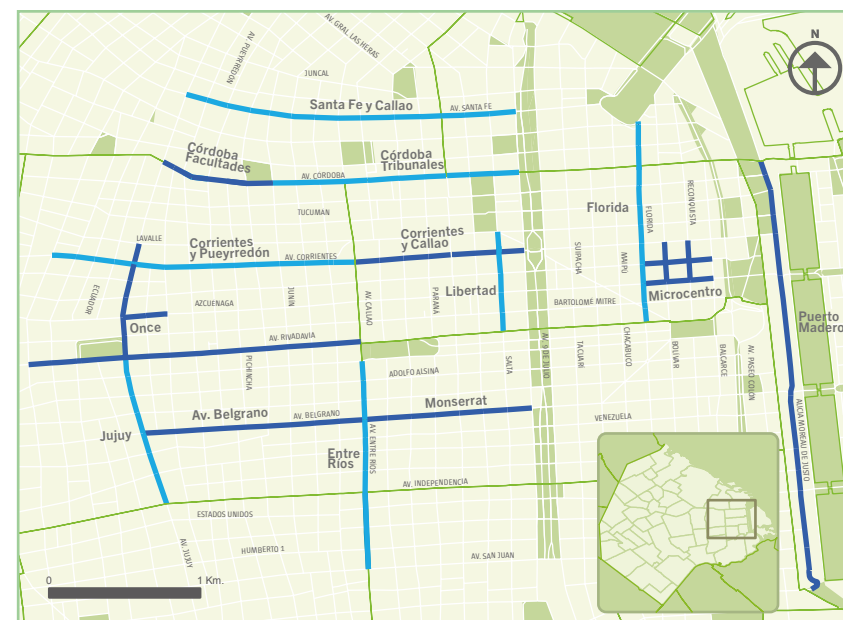 AV. GRAL LAS HERAS
AV. PUEYRREDÓN
N
JUNCAL
Santa Fe y Callao
AV. SANTA FE
Córdoba
Facultades
Córdoba
Tribunales
AV. CÓRDOBA
RECONQUISTA
Florida
FLORIDA
TUCUMAN
LAVALLE
Corrientes
y Pueyrredón
AV. CORRIENTES
Corrientes
y Callao
SUIPACHA
MAIPÚ
ECUADOR
AZCUENAGA
JUNIN
AV. CALLAO
PARANÁ
Libertad
BARTOLOMÉ MITRE
Microcentro
Once
Puerto
Madero
AV. RIVADAVIA
PICHINCHA
ADOLFO ALSINA
SALTA
AV. 9 DE JULIO
TACUARÍ
CHACABUCO
BOLÍVAR
BALCARCE
AV. PASEO COLÓN
Av. Belgrano
AV. BELGRANO
Monserrat
VENEZUELA
ALICIA MOREAU DE JUSTO
Jujuy
AV. ENTRE RÍOS
Entre
Ríos
AV. INDEPENDENCIA
ESTADOS UNIDOS
AV. JUJUY
HUMBERTO 1
AV. SAN JUAN
0
1 Km.